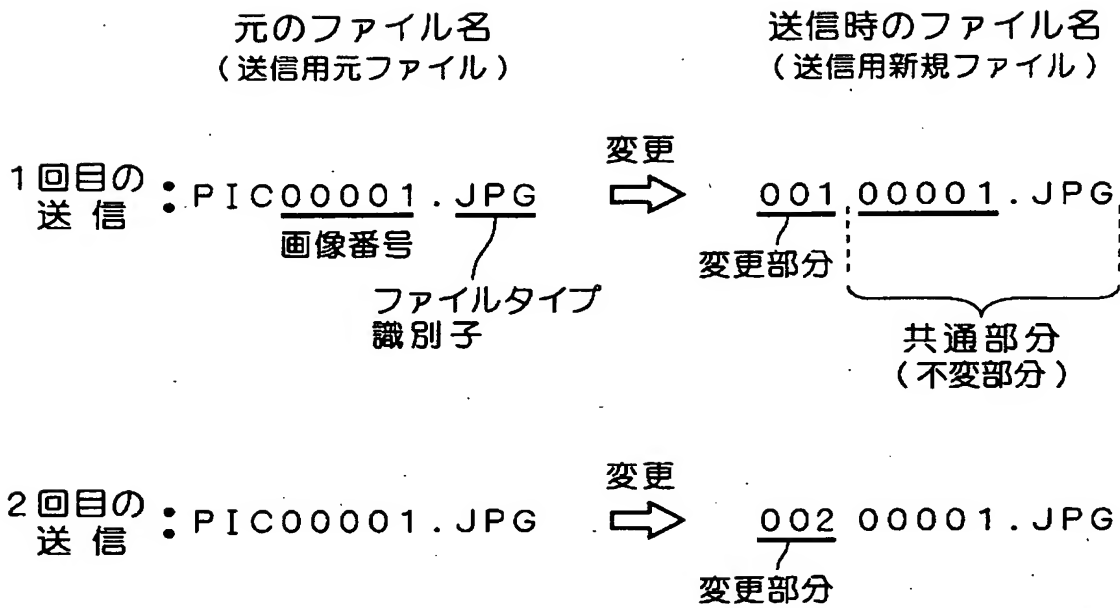 元のファイル名
(送信用元ファイル)
送信時のファイル名
(送信用新規ファイル)
1回目の
送信
:PIC00001.JPG
変更
001 00001.JPG
画像番号
変更部分
ファイルタイプ
識別子
共通部分
(不変部分)
2回目の
送信
:PIC00001.JPG
変更
002 00001.JPG
変更部分